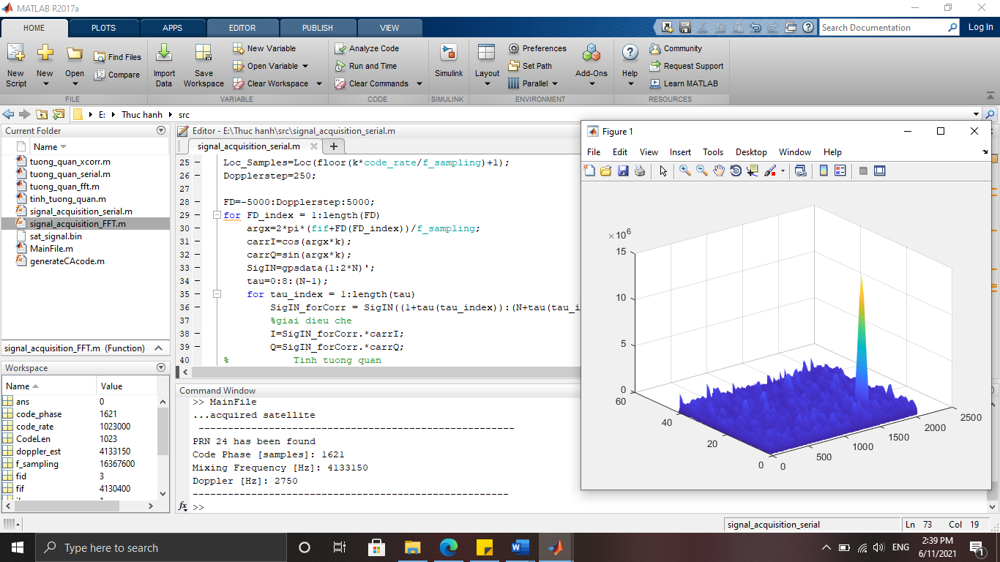 MATLAB R2017a
HOME PLOTS APPS EDITOR PUBLISH VIEW
Search Documentation
Log In
New Script
New
Open
Find Files
Compare
FILE
Import Data
Save Workspace
New Variable
Open Variable
Clear Workspace
VARIABLE
Analyze Code
Run and Time
Clear Commands
CODE
Simulink
SIMULINK
Layout
Preferences
Set Path
Parallel
Add-Ons
ENVIRONMENT
Help
Community
Request Support
Learn MATLAB
RESOURCES
E: Thuc hanh src
Current Folder
Name
tuong_quan_xcorr.m
tuong_quan_serial.m
tuong_quan_fft.m
tinh_tuong_quan.m
signal_acquisition_serial.m
signal_acquisition_FFT.m
sat_signal.bin
MainFile.m
generateCAcode.m
signal_acquisition_FFT.m (Function)
Workspace
Name Value
ans 0
code_phase 1621
code_rate 1023000
CodeLen 1023
doppler_est 4133150
f_sampling 16367600
fid 3
fif 4130400
Editor - E:\Thuc hanh\src\signal_acquisition_serial.m
signal_acquisition_serial.m
25 Loc_Samples=Loc(floor(k*code_rate/f_sampling)+1);
26 Dopplerstep=250;
27
28 FD=-5000:Dopplerstep:5000;
29 for FD_index = 1:length(FD)
30 argx=2*pi*(fif+FD(FD_index))/f_sampling;
31 carrI=cos(argx*k);
32 carrQ=sin(argx*k);
33 SigIN=gpsdata(1:2*N)';
34 tau=0:8:(N-1);
35 for tau_index = 1:length(tau)
36 SigIN_forCorr = SigIN((1+tau(tau_index)):(N+tau(tau_i
37 %giai dieu che
38 I=SigIN_forCorr.*carrI;
39 Q=SigIN_forCorr.*carrQ;
40 % Tinh tuong quan
Command Window
>> MainFile
...acquired satellite
------------------------------------------------------
PRN 24 has been found
Code Phase [samples]: 1621
Mixing Frequency [Hz]: 4133150
Doppler [Hz]: 2750
------------------------------------------------------
fx >>
Figure 1
File Edit View Insert Tools Desktop Window Help
×10^6
15
10
5
0
60
40
20
0
0
500
1000
1500
2000
2500
signal_acquisition_serial
Ln 73 Col 19
Type here to search
ENG
2:39 PM
6/11/2021
1